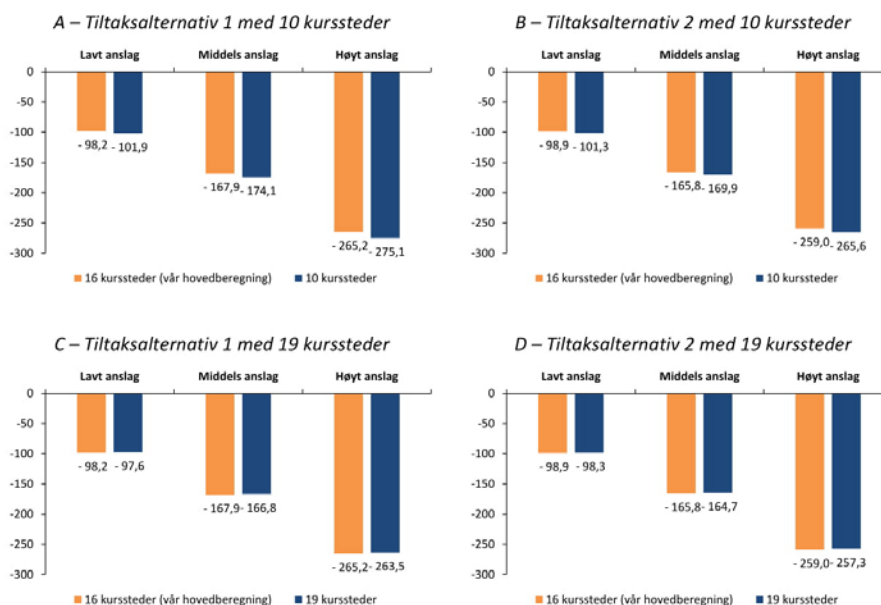 A – Tiltaksalternativ 1 med 10 kurssteder
Lavt anslag Middels anslag Høyt anslag
0
-50
-100
-150
-200
-250
-300
- 98,2 - 101,9
- 167,9 - 174,1
- 265,2 - 275,1
16 kurssteder (vår hovedberegning) 10 kurssteder
B – Tiltaksalternativ 2 med 10 kurssteder
Lavt anslag Middels anslag Høyt anslag
0
-50
-100
-150
-200
-250
-300
- 98,9 - 101,3
- 165,8 - 169,9
- 259,0 - 265,6
16 kurssteder (vår hovedberegning) 10 kurssteder
C – Tiltaksalternativ 1 med 19 kurssteder
Lavt anslag Middels anslag Høyt anslag
0
-50
-100
-150
-200
-250
-300
- 98,2 - 97,6
- 167,9 - 166,8
- 265,2 - 263,5
16 kurssteder (vår hovedberegning) 19 kurssteder
D – Tiltaksalternativ 2 med 19 kurssteder
Lavt anslag Middels anslag Høyt anslag
0
-50
-100
-150
-200
-250
-300
- 98,9 - 98,3
- 165,8 - 164,7
- 259,0 - 257,3
16 kurssteder (vår hovedberegning) 19 kurssteder